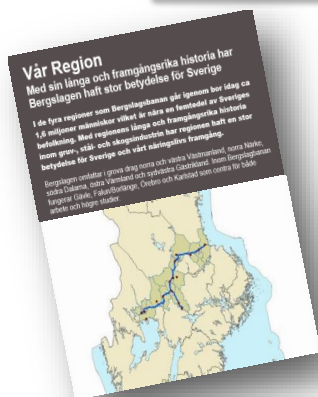 Vår Region
Med sin långa och framgångsrika historia har
Bergslagen haft stor betydelse för Sverige
I de fyra regioner som Bergslagsbanan går igenom bor idag ca
1,6 miljoner människor vilket är nära en femtedel av Sveriges
befolkning. Med regionens långa och framgångsrika historia
inom gruv-, stål- och skogsindustrin har regionen haft en stor
betydelse för Sverige och vårt näringslivs framgång.
Bergslagen omfattar i grova drag norra och västra Västmanland, norra Närke,
södra Dalarna, östra Värmland och sydvästra Gästrikland. Inom Bergslagbanan
fungerar Gävle, Falun/Borlänge, Örebro och Karlstad som centra för både
arbete och högre studier.